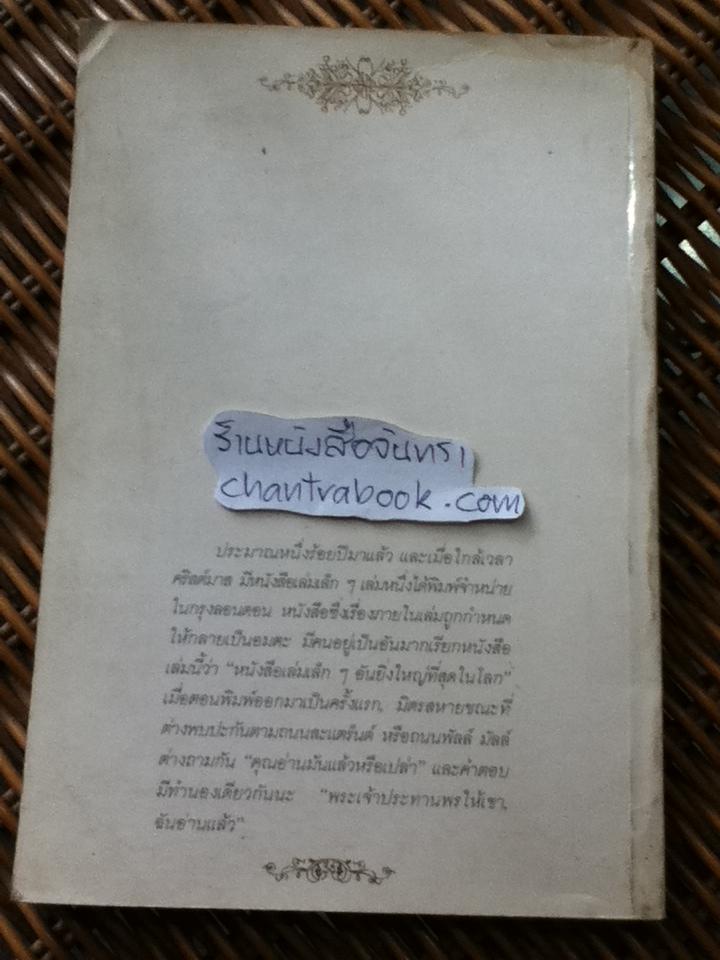 ร้านหนังสือจันทรา
chantrabook.com
ประมาณหนึ่งร้อยปีมาแล้ว และเมื่อใกล้เวลา
คริสต์มาส มีหนังสือเล่มเล็ก ๆ เล่มหนึ่งได้พิมพ์จำหน่าย
ในกรุงลอนดอน หนังสือซึ่งเรื่องภายในเล่มถูกกำหนด
ให้กลายเป็นอมตะ มีคนอยู่เป็นอันมากเรียกหนังสือ
เล่มนี้ว่า “หนังสือเล่มเล็ก ๆ อันยิ่งใหญ่ที่สุดในโลก”
เมื่อตอนพิมพ์ออกมาเป็นครั้งแรก, มิตรสหายขณะที่
ต่างพบปะกันตามถนนสะแตร็นด์ หรือถนนพัลล์ มัลล์
ต่างถามกัน “คุณอ่านมันแล้วหรือเปล่า” และคำตอบ
มีทำนองเดียวกันนะ “พระเจ้าประทานพรให้เขา,
ฉันอ่านแล้ว”